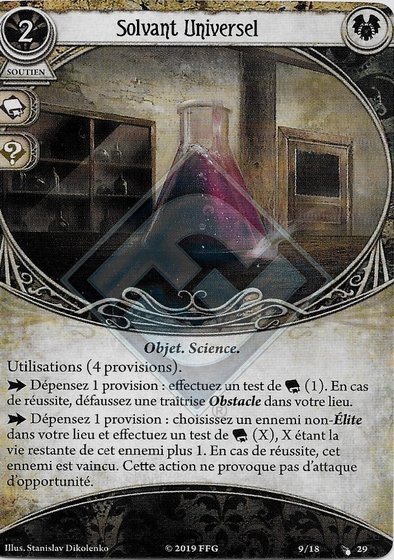 Solvant Universel
2
SOUTIEN
?
Objet. Science.
Utilisations (4 provisions).
Dépensez 1 provision : effectuez un test de (1). En cas
de réussite, défaussez une traîtrise Obstacle dans votre lieu.
Dépensez 1 provision : choisissez un ennemi non-Élite
dans votre lieu et effectuez un test de (X), X étant la
vie restante de cet ennemi plus 1. En cas de réussite, cet
ennemi est vaincu. Cette action ne provoque pas d'attaque
d'opportunité.
Illus. Stanislav Dikolenko © 2019 FFG 9/18 29